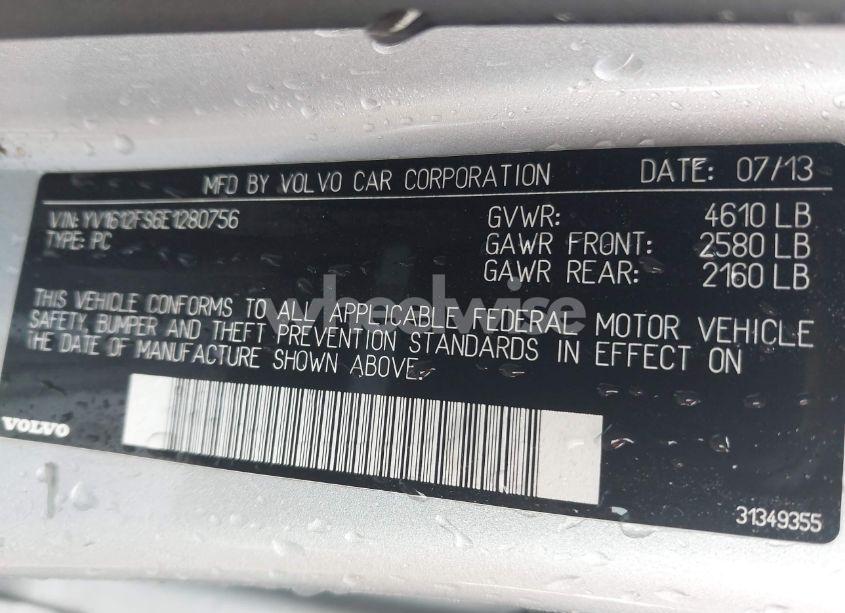 MFD BY VOLVO CAR CORPORATION DATE: 07/13
VIN: YV1612FS6E1280756 GVWR: 4610 LB
TYPE: PC GAWR FRONT: 2580 LB
GAWR REAR: 2160 LB
THIS VEHICLE CONFORMS TO ALL APPLICABLE FEDERAL MOTOR VEHICLE
SAFETY, BUMPER AND THEFT PREVENTION STANDARDS IN EFFECT ON
THE DATE OF MANUFACTURE SHOWN ABOVE.
wheelwise
VOLVO
31349355